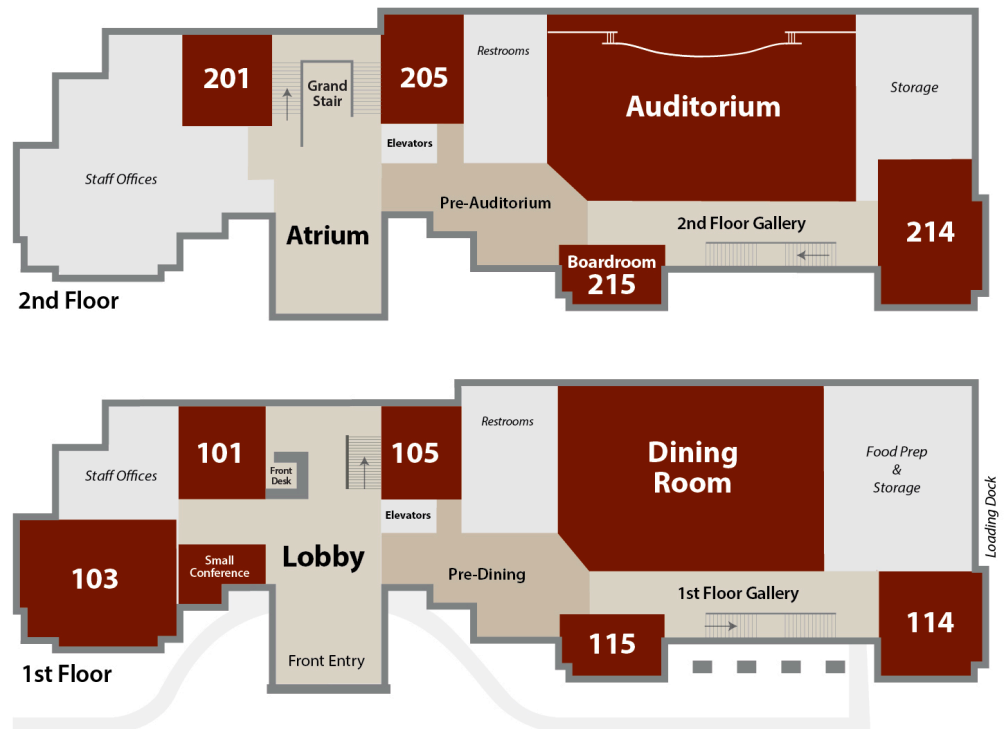 201
Grand
Stair
205
Restrooms
Auditorium
Storage
Elevators
Staff Offices
Pre-Auditorium
Atrium
2nd Floor Gallery
214
Boardroom
215
2nd Floor
Staff Offices
101
Front
Desk
105
Restrooms
Dining
Room
Food Prep
&
Storage
Loading Dock
Elevators
103
Small
Conference
Lobby
Pre-Dining
1st Floor Gallery
114
115
Front Entry
1st Floor